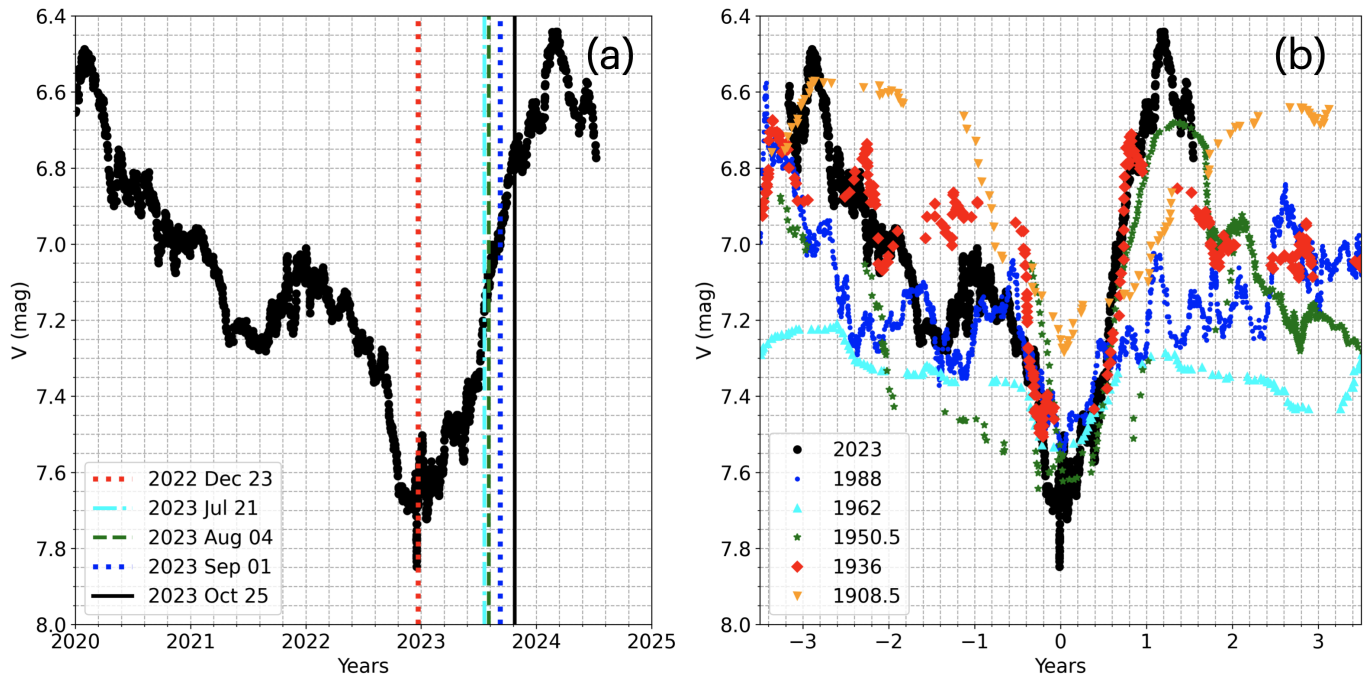 (a)
6.4
6.6
6.8
7.0
7.2
7.4
7.6
7.8
8.0
V (mag)
2022 Dec 23
2023 Jul 21
2023 Aug 04
2023 Sep 01
2023 Oct 25
2020 2021 2022 2023 2024 2025
Years
(b)
6.4
6.6
6.8
7.0
7.2
7.4
7.6
7.8
8.0
V (mag)
2023
1988
1962
1950.5
1936
1908.5
−3 −2 −1 0 1 2 3
Years